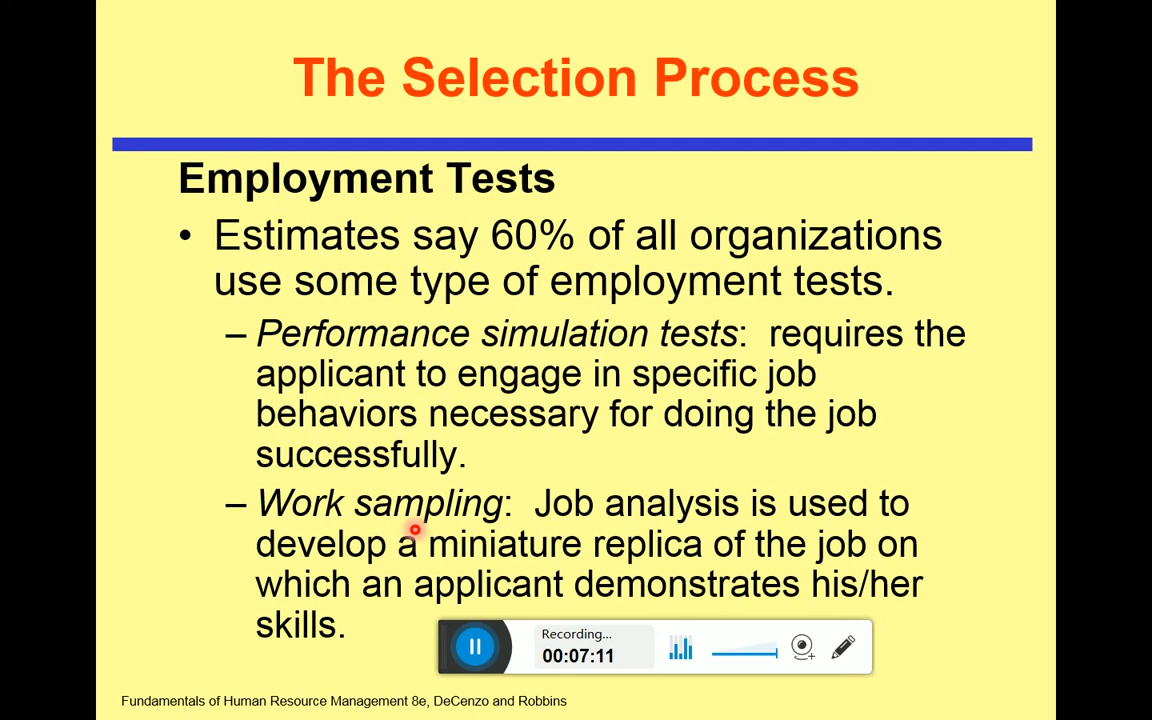 The Selection Process
Employment Tests
• Estimates say 60% of all organizations
use some type of employment tests.
– Performance simulation tests: requires the
applicant to engage in specific job
behaviors necessary for doing the job
successfully.
– Work sampling: Job analysis is used to
develop a miniature replica of the job on
which an applicant demonstrates his/her
skills.
Recording...
00:07:11
Fundamentals of Human Resource Management 8e, DeCenzo and Robbins